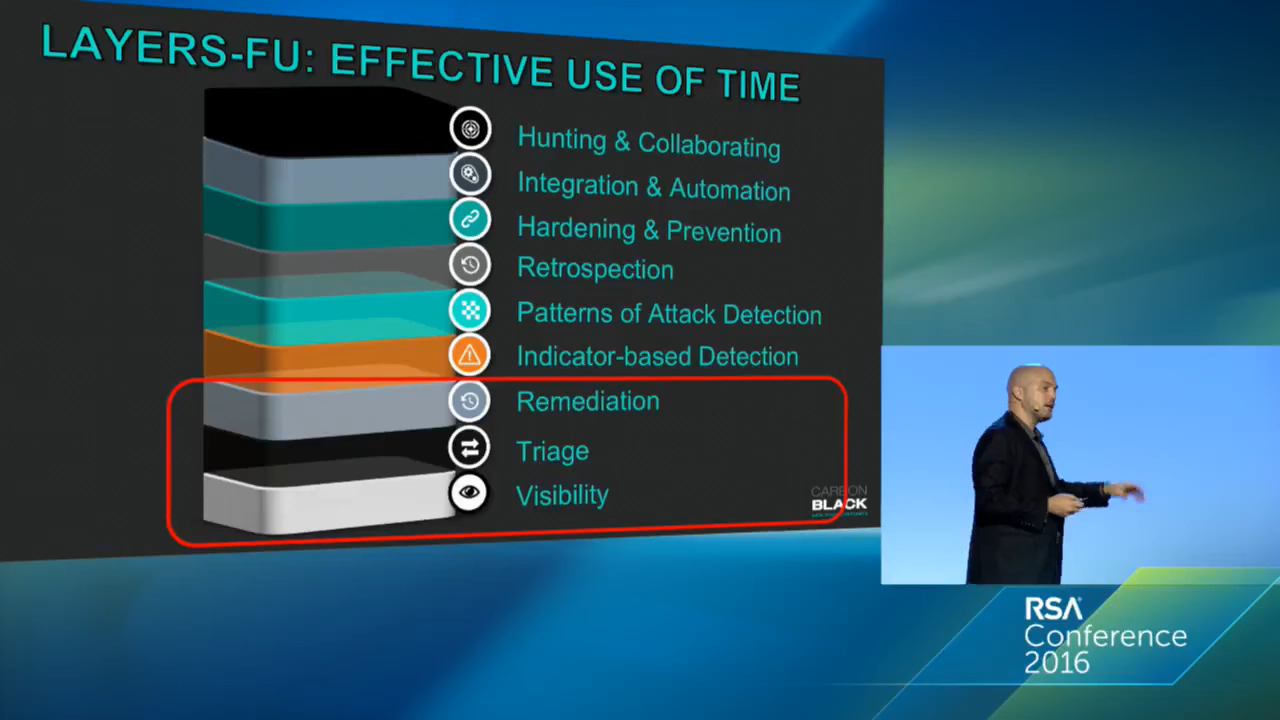 LAYERS-FU: EFFECTIVE USE OF TIME
Hunting & Collaborating
Integration & Automation
Hardening & Prevention
Retrospection
Patterns of Attack Detection
Indicator-based Detection
Remediation
Triage
Visibility
CARBON
BLACK
RSA
Conference
2016